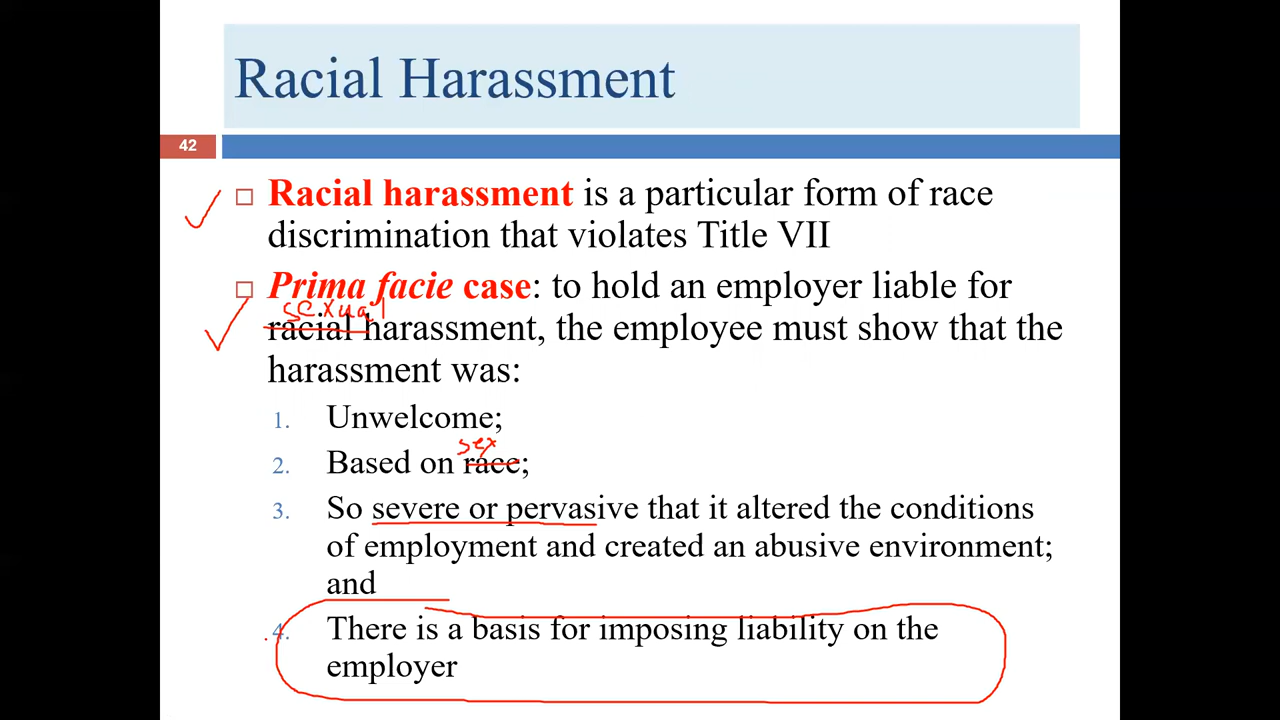 Racial Harassment
42
Racial harassment is a particular form of race
discrimination that violates Title VII
Prima facie case: to hold an employer liable for
sexual
racial harassment, the employee must show that the
harassment was:
1. Unwelcome;
sex
2. Based on race;
3. So severe or pervasive that it altered the conditions
of employment and created an abusive environment;
and
4. There is a basis for imposing liability on the
employer